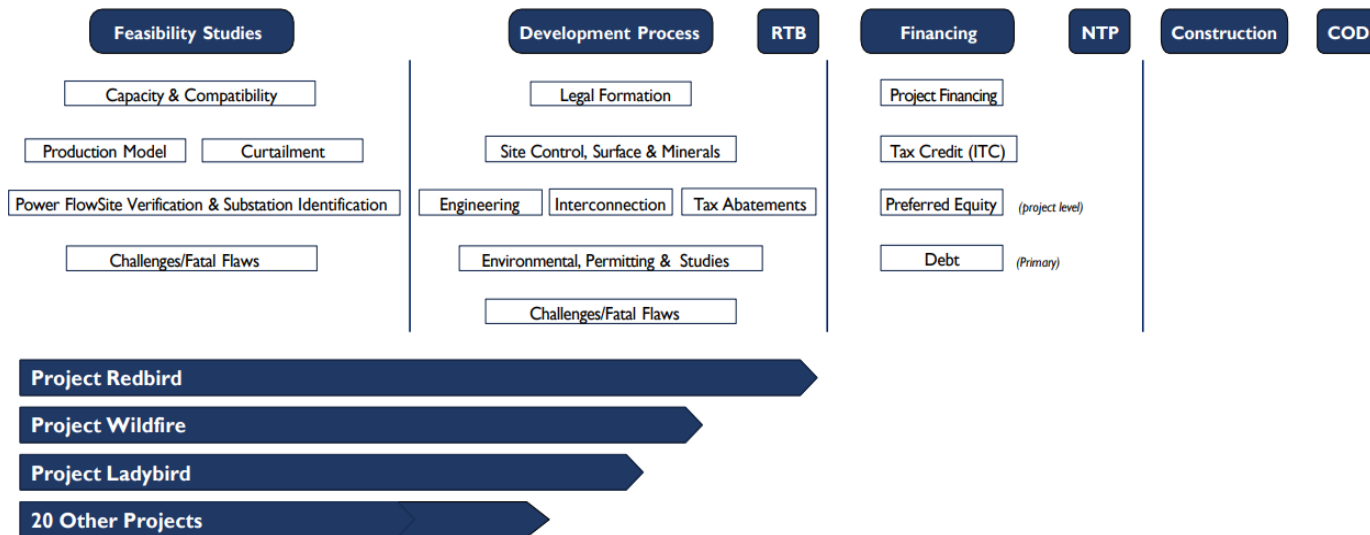 Feasibility Studies
Development Process
RTB
Financing
NTP
Construction
COD
Capacity & Compatibility
Legal Formation
Project Financing
Production Model
Curtailment
Site Control, Surface & Minerals
Tax Credit (ITC)
Power FlowSite Verification & Substation Identification
Engineering
Interconnection
Tax Abatements
Preferred Equity
(project level)
Challenges/Fatal Flaws
Environmental, Permitting & Studies
Debt
(Primary)
Challenges/Fatal Flaws
Project Redbird
Project Wildfire
Project Ladybird
20 Other Projects